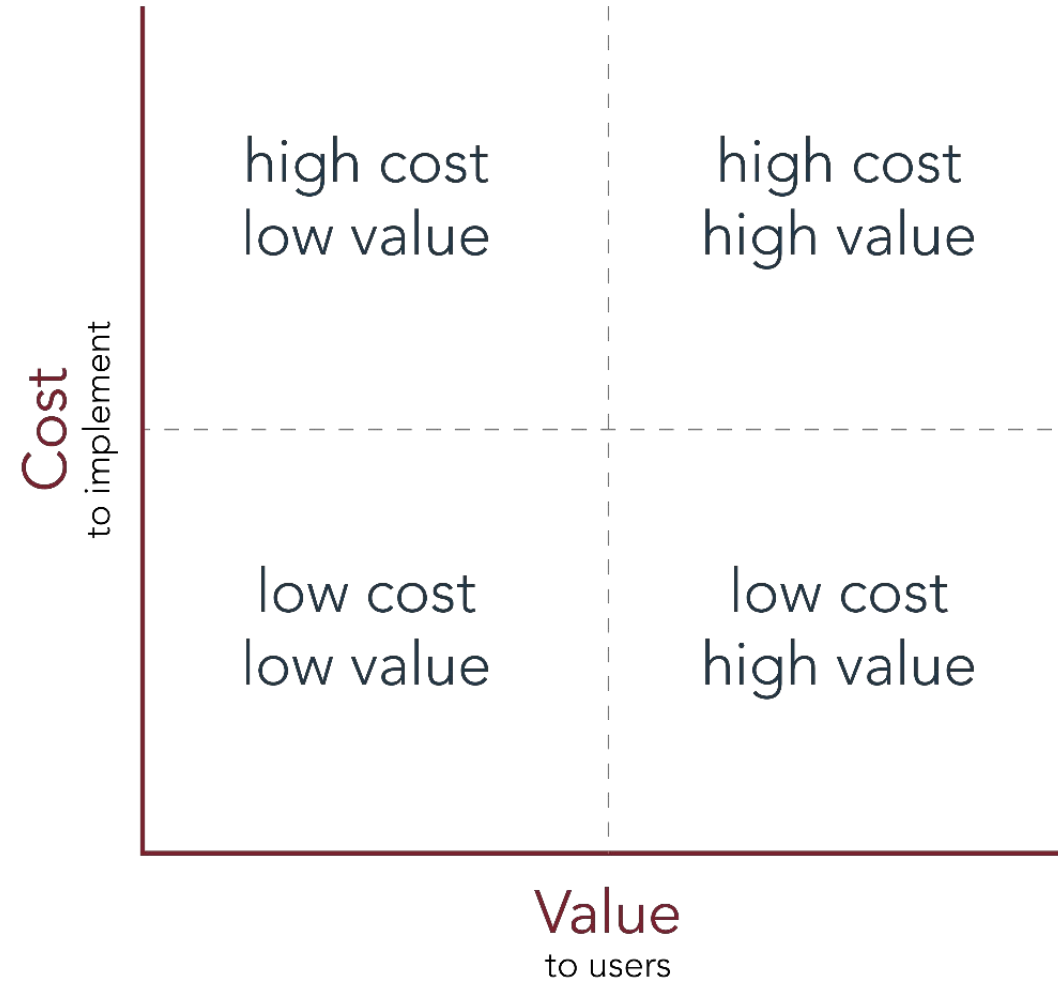 high cost
low value
high cost
high value
Cost
to implement
low cost
low value
low cost
high value
Value
to users